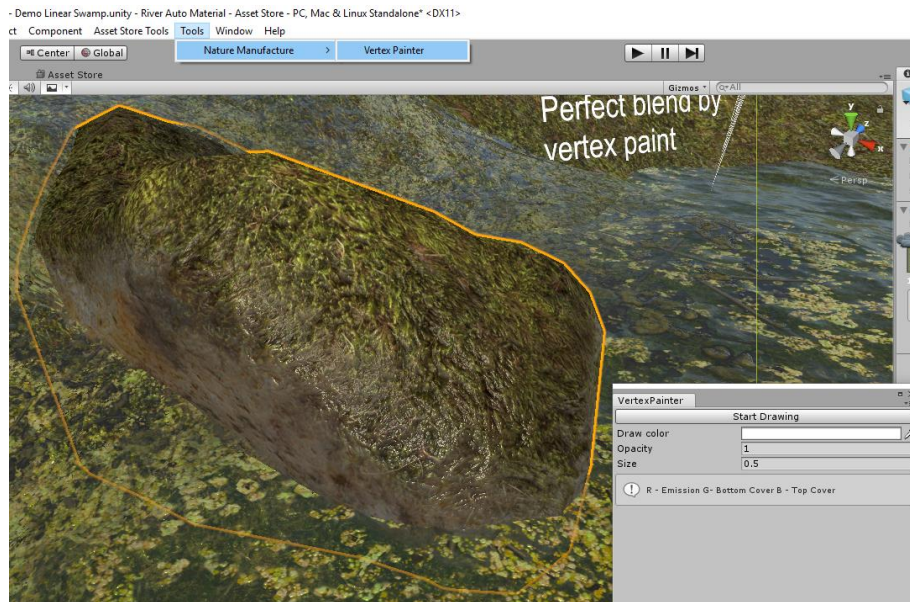 - Demo Linear Swamp.unity - River Auto Material - Asset Store - PC, Mac & Linux Standalone* <DX11>
ct Component Asset Store Tools Tools Window Help
Center Global
Nature Manufacture > Vertex Painter
Asset Store
Gizmos All
Perfect blend by
vertex paint
y
z
x
Persp
VertexPainter
Start Drawing
Draw color
Opacity 1
Size 0.5
R - Emission G- Bottom Cover B - Top Cover